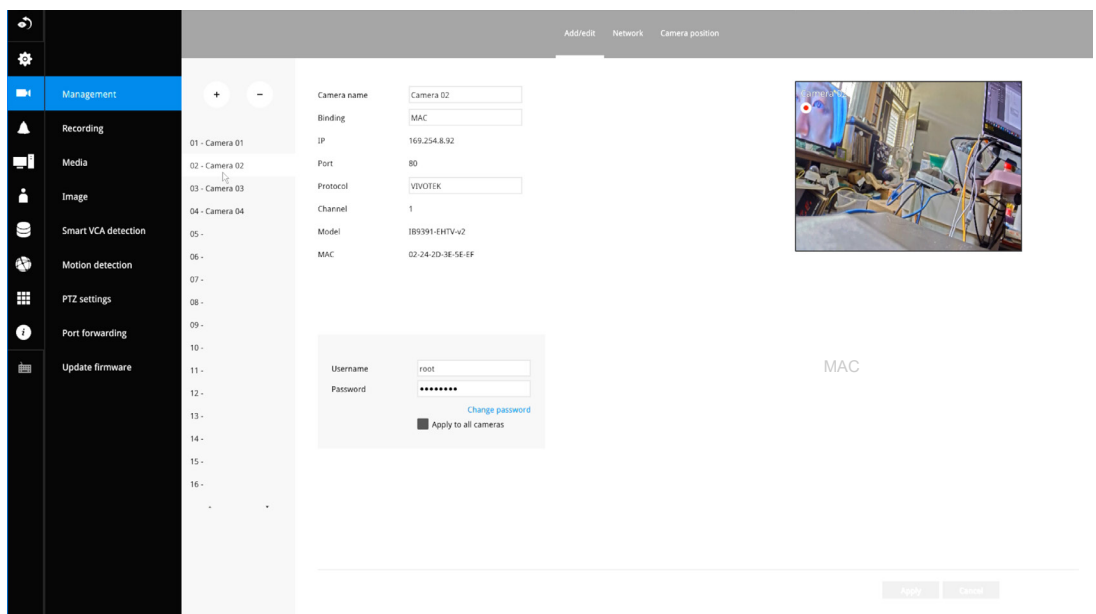 Add/edit Network Camera position
Management
Recording
Media
Image
Smart VCA detection
Motion detection
PTZ settings
Port forwarding
Update firmware
+ -
01 - Camera 01
02 - Camera 02
03 - Camera 03
04 - Camera 04
05 -
06 -
07 -
08 -
09 -
10 -
11 -
12 -
13 -
14 -
15 -
16 -
Camera name Camera 02
Binding MAC
IP 169.254.8.92
Port 80
Protocol VIVOTEK
Channel 1
Model IB9391-EHTV-v2
MAC 02-24-2D-3E-5E-EF
Username root
Password ••••••••
Change password
Apply to all cameras
Camera 02
MAC
Apply Cancel